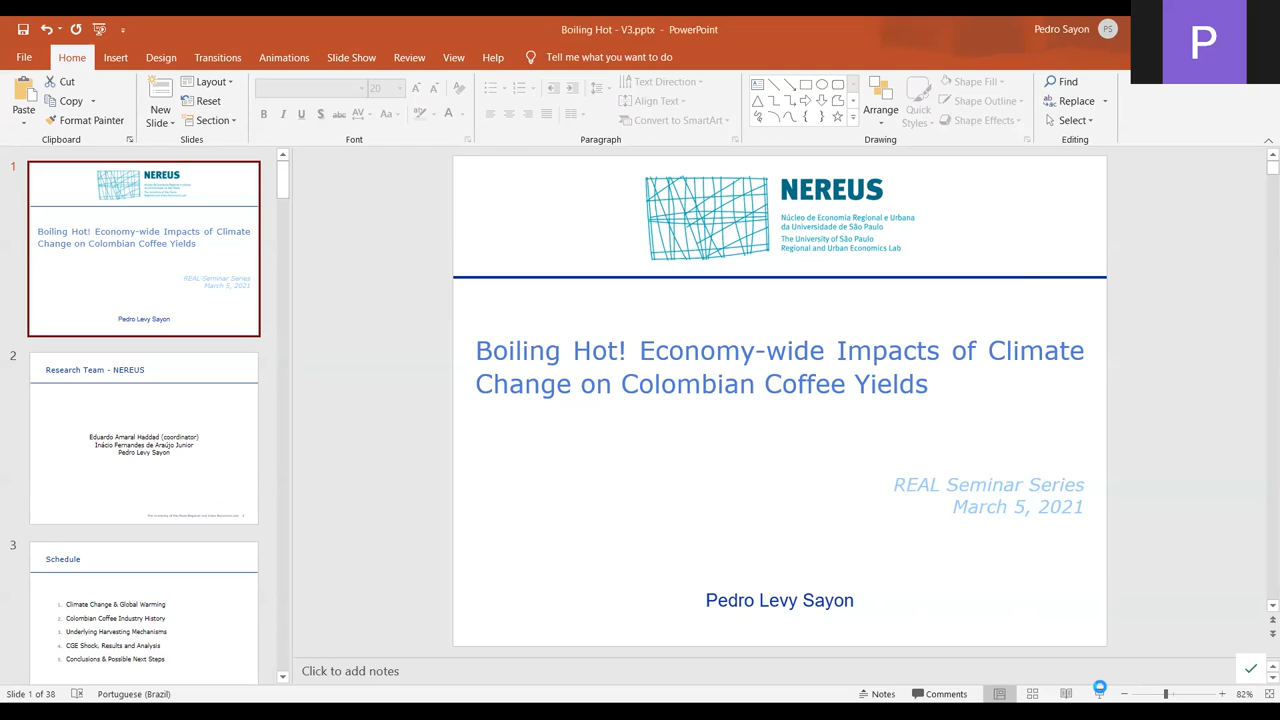 Boiling Hot - V3.pptx - PowerPoint
Pedro Sayon
PS
P
File Home Insert Design Transitions Animations Slide Show Review View Help Tell me what you want to do
Paste
Cut
Copy
Format Painter
Clipboard
New
Slide
Layout
Reset
Section
Slides
20
B I U S abc AV Aa A
Font
Text Direction
Align Text
Convert to SmartArt
Paragraph
Arrange
Quick
Styles
Shape Fill
Shape Outline
Shape Effects
Drawing
Find
Replace
Select
Editing
1
NEREUS
Boiling Hot! Economy-wide Impacts of Climate
Change on Colombian Coffee Yields
REAL Seminar Series
March 5, 2021
Pedro Levy Sayon
2
Research Team - NEREUS
Eduardo Amaral Haddad (coordinator)
Inácio Fernandes de Araújo Junior
Pedro Levy Sayon
3
Schedule
1. Climate Change & Global Warming
2. Colombian Coffee Industry History
3. Underlying Harvesting Mechanisms
4. CGE Shock, Results and Analysis
5. Conclusions & Possible Next Steps
NEREUS
Núcleo de Economia Regional e Urbana
da Universidade de São Paulo
The University of São Paulo
Regional and Urban Economics Lab
Boiling Hot! Economy-wide Impacts of Climate
Change on Colombian Coffee Yields
REAL Seminar Series
March 5, 2021
Pedro Levy Sayon
Click to add notes
Slide 1 of 38
Portuguese (Brazil)
Notes
Comments
82%